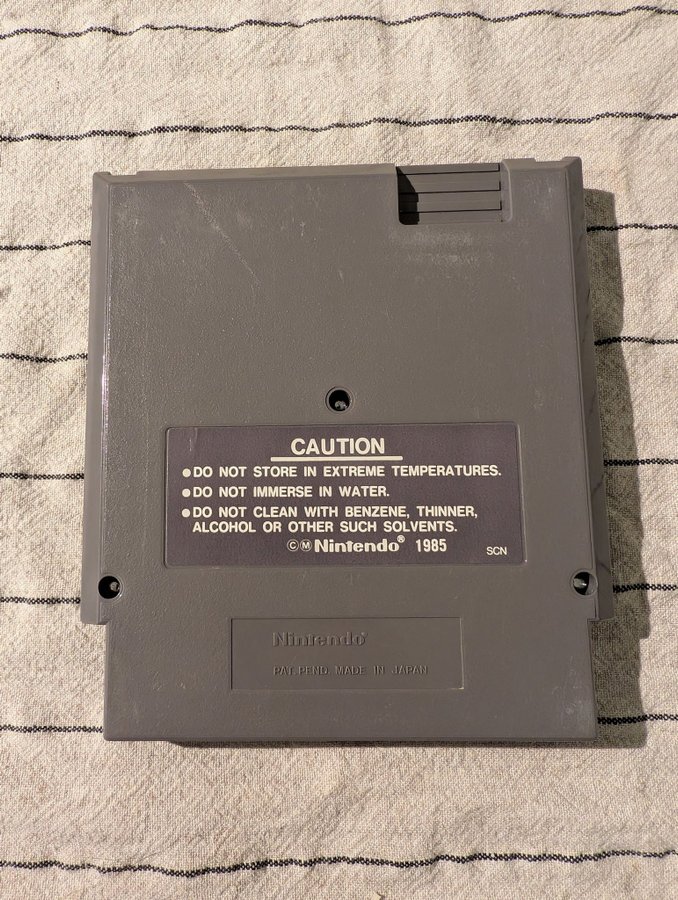 CAUTION
●DO NOT STORE IN EXTREME TEMPERATURES.
●DO NOT IMMERSE IN WATER.
●DO NOT CLEAN WITH BENZENE, THINNER,
ALCOHOL OR OTHER SUCH SOLVENTS.
©Ⓜ Nintendo® 1985 SCN
Nintendo®
PAT. PEND. MADE IN JAPAN